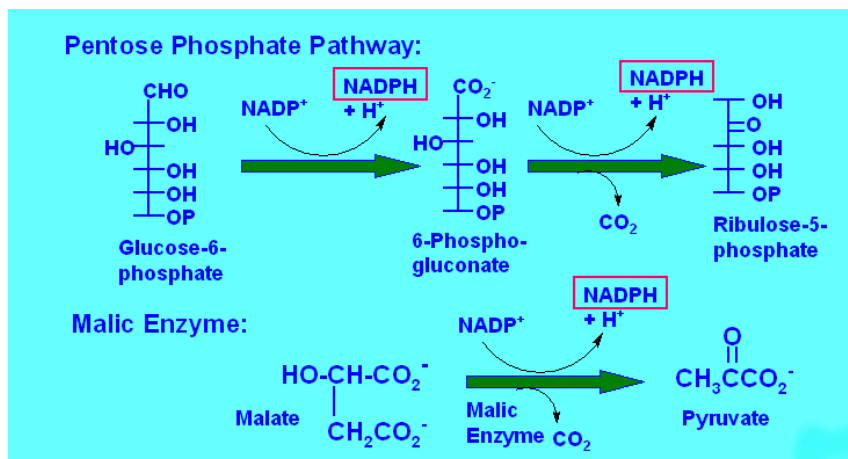 Pentose Phosphate Pathway:
CHO
OH
HO
OH
OH
OP
Glucose-6-
phosphate
NADP⁺
NADPH
+ H⁺
CO₂⁻
OH
HO
OH
OH
OP
6-Phospho-
gluconate
NADP⁺
NADPH
+ H⁺
CO₂
OH
O
OH
OH
OP
Ribulose-5-
phosphate
Malic Enzyme:
HO-CH-CO₂⁻
CH₂CO₂⁻
Malate
NADP⁺
NADPH
+ H⁺
Malic
Enzyme
CO₂
O
CH₃CCO₂⁻
Pyruvate